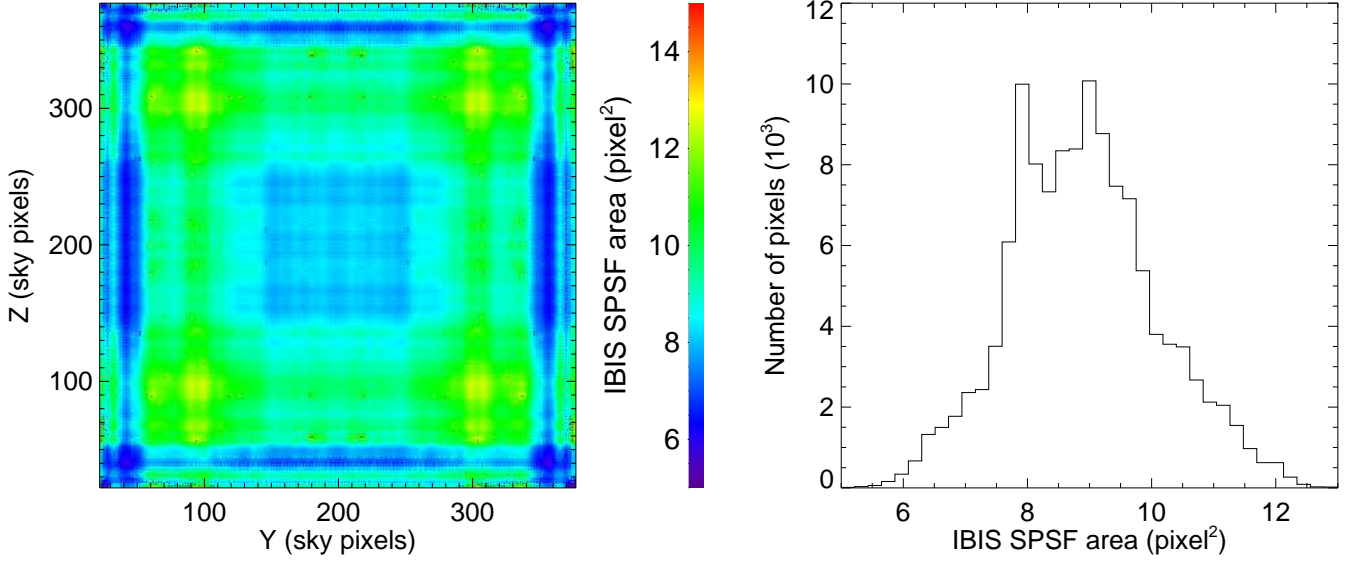 300
200
100
Z (sky pixels)
100 200 300
Y (sky pixels)
14
12
10
8
6
IBIS SPSF area (pixel²)
12
10
8
6
4
2
0
Number of pixels (10³)
6 8 10 12
IBIS SPSF area (pixel²)